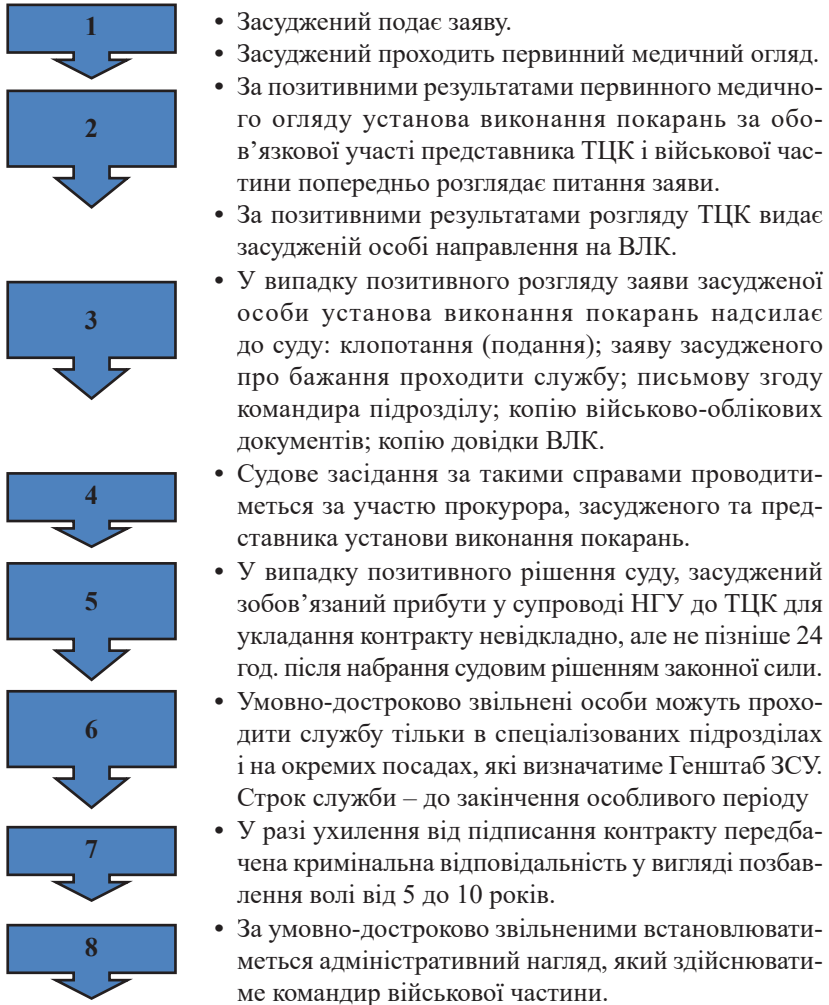 1
• Засуджений подає заяву.
• Засуджений проходить первинний медичний огляд.
2
• За позитивними результатами первинного медично-
го огляду установа виконання покарань за обо-
в’язкової участі представника ТЦК і військової час-
тини попередньо розглядає питання заяви.
• За позитивними результатами розгляду ТЦК видає
засудженій особі направлення на ВЛК.
3
• У випадку позитивного розгляду заяви засудженої
особи установа виконання покарань надсилає
до суду: клопотання (подання); заяву засудженого
про бажання проходити службу; письмову згоду
командира підрозділу; копію військово-облікових
документів; копію довідки ВЛК.
4
• Судове засідання за такими справами проводити-
меться за участю прокурора, засудженого та пред-
ставника установи виконання покарань.
5
• У випадку позитивного рішення суду, засуджений
зобов’язаний прибути у супроводі НГУ до ТЦК для
укладання контракту невідкладно, але не пізніше 24
год. після набрання судовим рішенням законної сили.
6
• Умовно-достроково звільнені особи можуть прохо-
дити службу тільки в спеціалізованих підрозділах
і на окремих посадах, які визначатиме Генштаб ЗСУ.
Строк служби – до закінчення особливого періоду
7
• У разі ухилення від підписання контракту передба-
чена кримінальна відповідальність у вигляді позбав-
лення волі від 5 до 10 років.
8
• За умовно-достроково звільненими встановлювати-
меться адміністративний нагляд, який здійснювати-
ме командир військової частини.